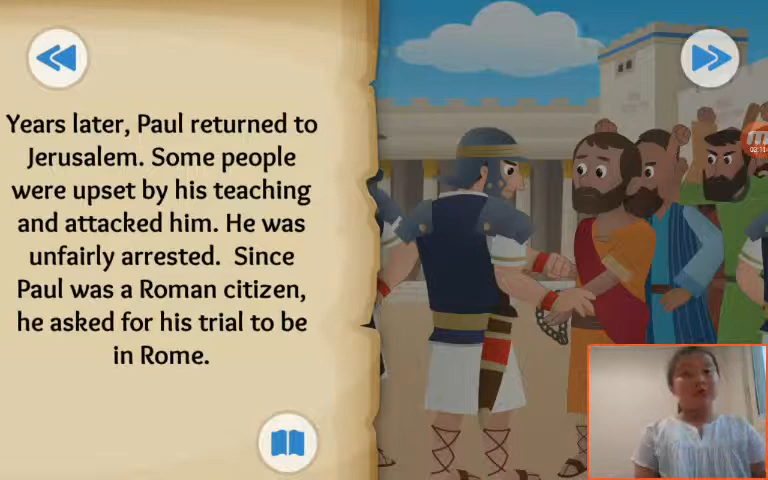 Years later, Paul returned to
Jerusalem. Some people
were upset by his teaching
and attacked him. He was
unfairly arrested.  Since
Paul was a Roman citizen,
he asked for his trial to be
in Rome.